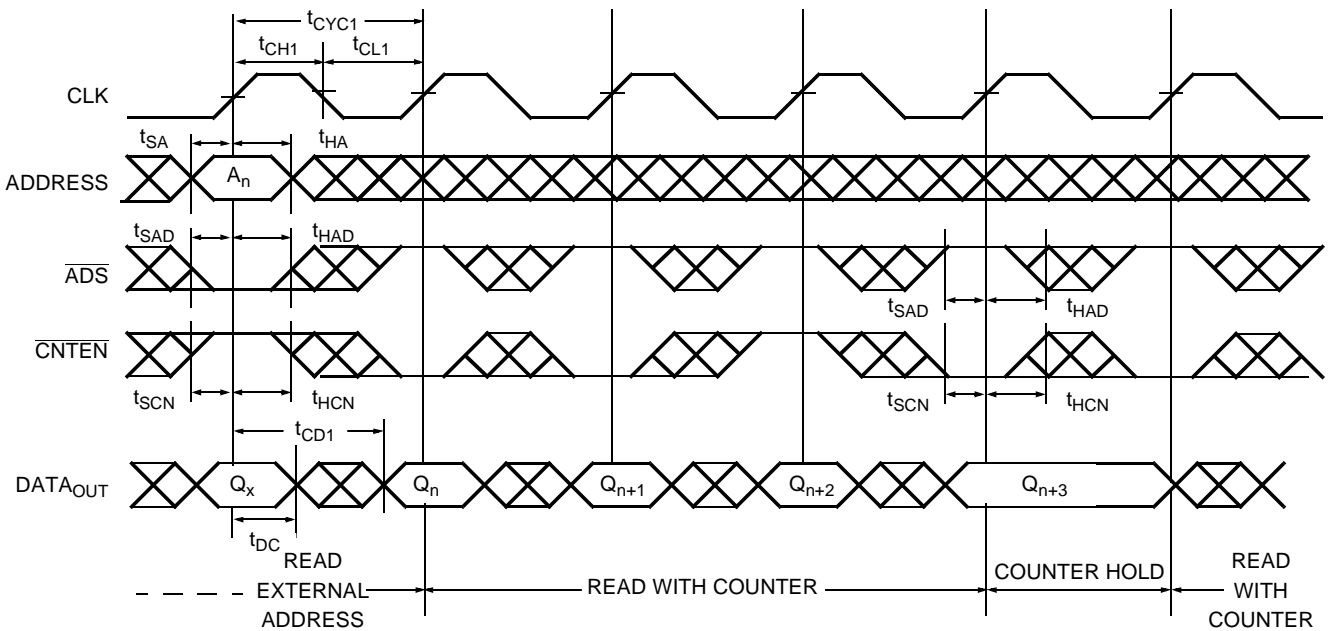 tCYC1
tCH1 tCL1
CLK
tSA tHA
ADDRESS An
tSAD tHAD
ADS
tSAD tHAD
CNTEN
tSCN tHCN tSCN tHCN
tCD1
DATAOUT Qx Qn Qn+1 Qn+2 Qn+3
tDC
READ
EXTERNAL
ADDRESS
READ WITH COUNTER
COUNTER HOLD
READ
WITH
COUNTER